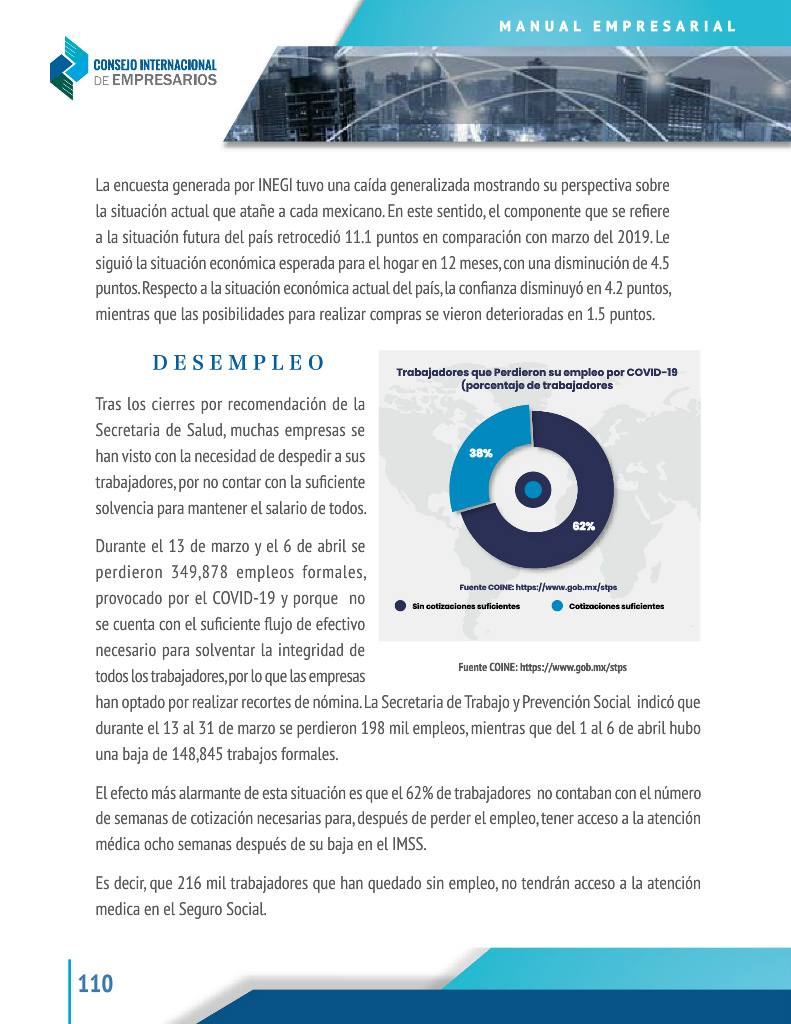 MANUAL EMPRESARIAL
CONSEJO INTERNACIONAL
DE EMPRESARIOS
La encuesta generada por INEGI tuvo una caída generalizada mostrando su perspectiva sobre
la situación actual que atañe a cada mexicano. En este sentido, el componente que se refiere
a la situación futura del país retrocedió 11.1 puntos en comparación con marzo del 2019. Le
siguió la situación económica esperada para el hogar en 12 meses, con una disminución de 4.5
puntos. Respecto a la situación económica actual del país, la confianza disminuyó en 4.2 puntos,
mientras que las posibilidades para realizar compras se vieron deterioradas en 1.5 puntos.
DESEMPLEO
Tras los cierres por recomendación de la
Secretaria de Salud, muchas empresas se
han visto con la necesidad de despedir a sus
trabajadores, por no contar con la suficiente
solvencia para mantener el salario de todos.
Durante el 13 de marzo y el 6 de abril se
perdieron 349,878 empleos formales,
provocado por el COVID-19 y porque no
se cuenta con el suficiente flujo de efectivo
necesario para solventar la integridad de
todos los trabajadores, por lo que las empresas
Trabajadores que Perdieron su empleo por COVID-19
(porcentaje de trabajadores
38%
62%
Fuente COINE: https://www.gob.mx/stps
Sin cotizaciones suficientes
Cotizaciones suficientes
Fuente COINE: https://www.gob.mx/stps
han optado por realizar recortes de nómina. La Secretaria de Trabajo y Prevención Social indicó que
durante el 13 al 31 de marzo se perdieron 198 mil empleos, mientras que del 1 al 6 de abril hubo
una baja de 148,845 trabajos formales.
El efecto más alarmante de esta situación es que el 62% de trabajadores no contaban con el número
de semanas de cotización necesarias para, después de perder el empleo, tener acceso a la atención
médica ocho semanas después de su baja en el IMSS.
Es decir, que 216 mil trabajadores que han quedado sin empleo, no tendrán acceso a la atención
medica en el Seguro Social.
110